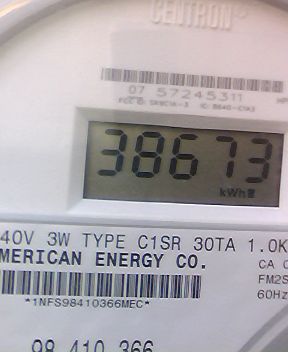 CENTRON
07 57245311
38673
kWh
40V 3W TYPE C1SR 30TA 1.0K
MERICAN ENERGY CO.
CA 0
FM2S
*1NFS98410366MEC*
60Hz
98 410 366